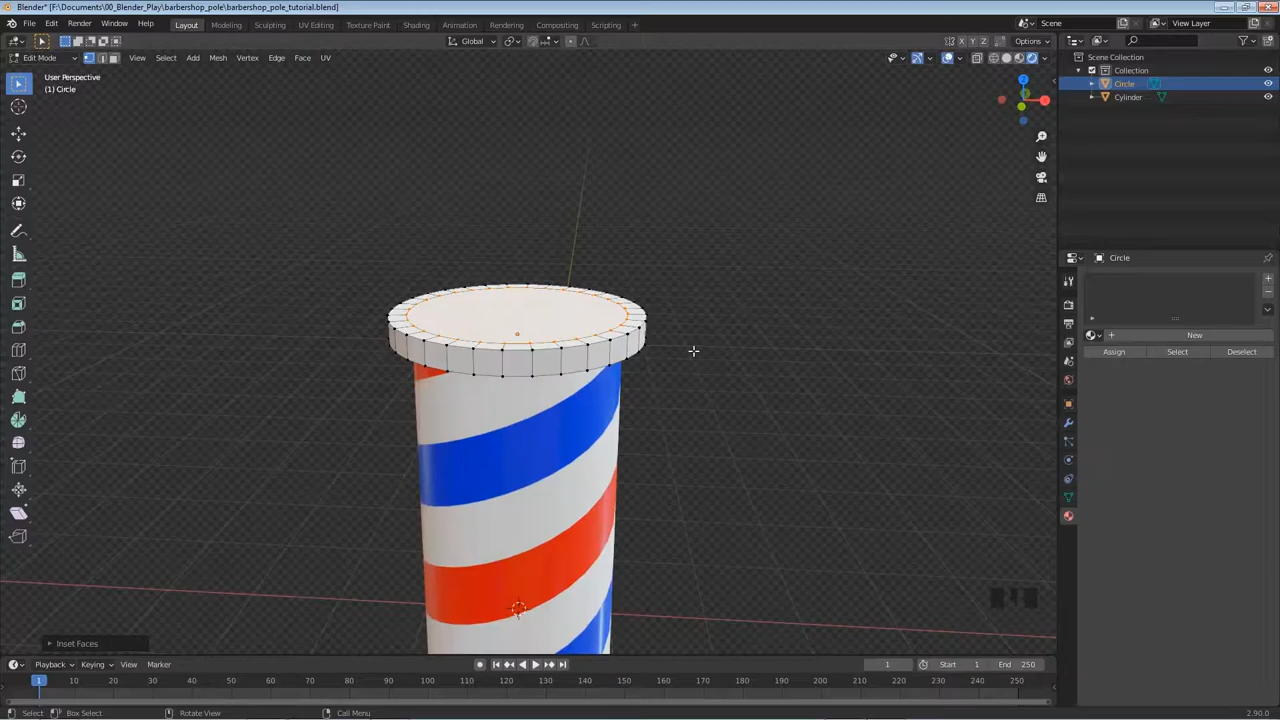 Blender* [F:\Documents\00_Blender_Play\barbershop_pole\barbershop_pole_tutorial.blend]
File Edit Render Window Help Layout Modeling Sculpting UV Editing Texture Paint Shading Animation Rendering Compositing Scripting Scene View Layer
Global Options
Edit Mode View Select Add Mesh Vertex Edge Face UV
X Y Z
User Perspective
(1) Circle
Scene Collection
Collection
Circle
Cylinder
Z
X
Circle
New
Assign Select Deselect
Inset Faces
Playback Keying View Marker 1 Start 1 End 250
1 10 20 30 40 50 60 70 80 90 100 110 120 130 140 150 160 170 180 190 200 210 220 230 240 250
Select Box Select Rotate View Call Menu 2.90.0